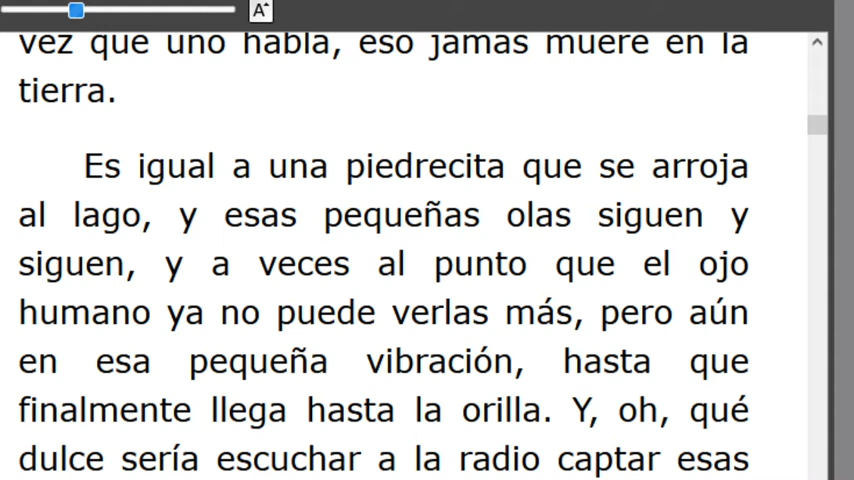 A
vez que uno habla, eso jamás muere en la
tierra.
Es igual a una piedrecita que se arroja
al lago, y esas pequeñas olas siguen y
siguen, y a veces al punto que el ojo
humano ya no puede verlas más, pero aún
en esa pequeña vibración, hasta que
finalmente llega hasta la orilla. Y, oh, qué
dulce sería escuchar a la radio captar esas